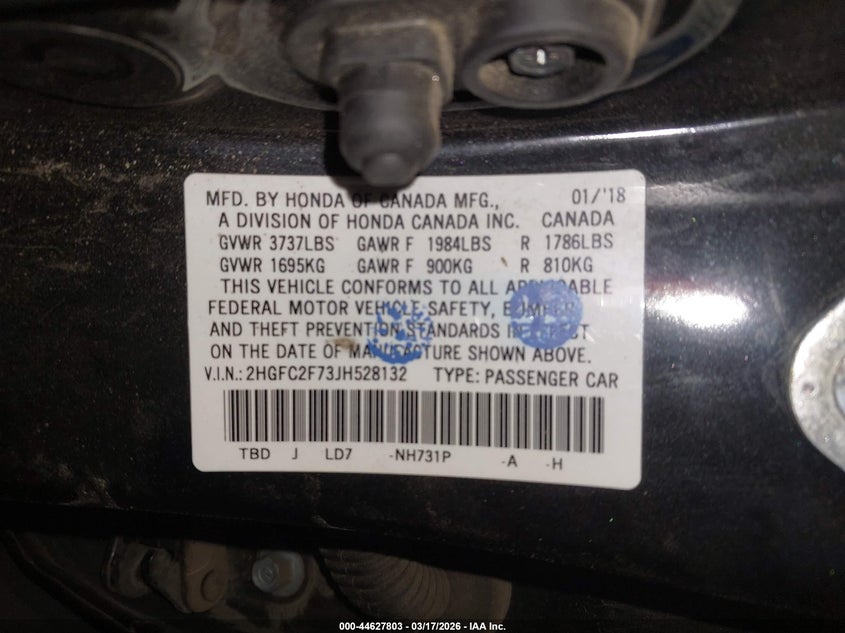 MFD. BY HONDA OF CANADA MFG., 01/'18
A DIVISION OF HONDA CANADA INC. CANADA
GVWR 3737LBS GAWR F 1984LBS R 1786LBS
GVWR 1695KG GAWR F 900KG R 810KG
THIS VEHICLE CONFORMS TO ALL APPLICABLE
FEDERAL MOTOR VEHICLE SAFETY, BUMPER,
AND THEFT PREVENTION STANDARDS IN EFFECT
ON THE DATE OF MANUFACTURE SHOWN ABOVE.
V.I.N.: 2HGFC2F73JH528132 TYPE: PASSENGER CAR
TBD J LD7 -NH731P -A -H
000-44627803 - 03/17/2026 - IAA Inc.